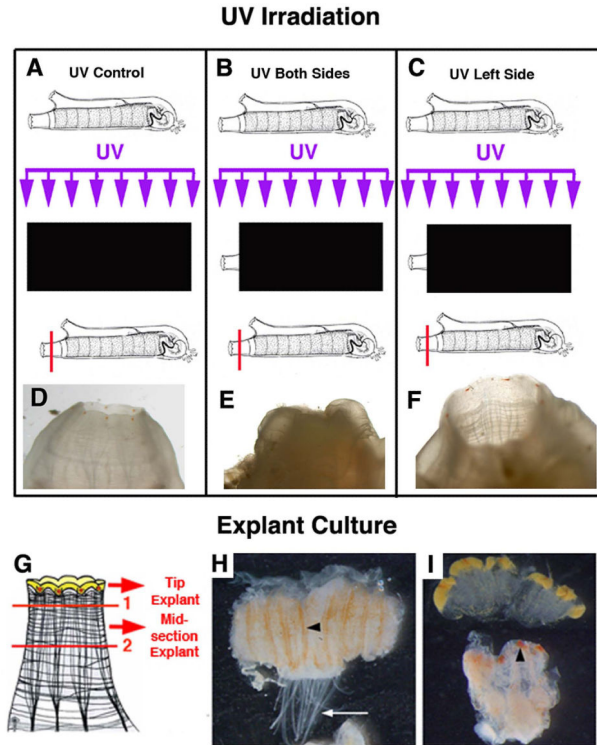 UV Irradiation
A
UV Control
B
UV Both Sides
C
UV Left Side
UV
UV
UV
D
E
F
Explant Culture
G
1
Tip
Explant
Mid-
section
Explant
2
H
I